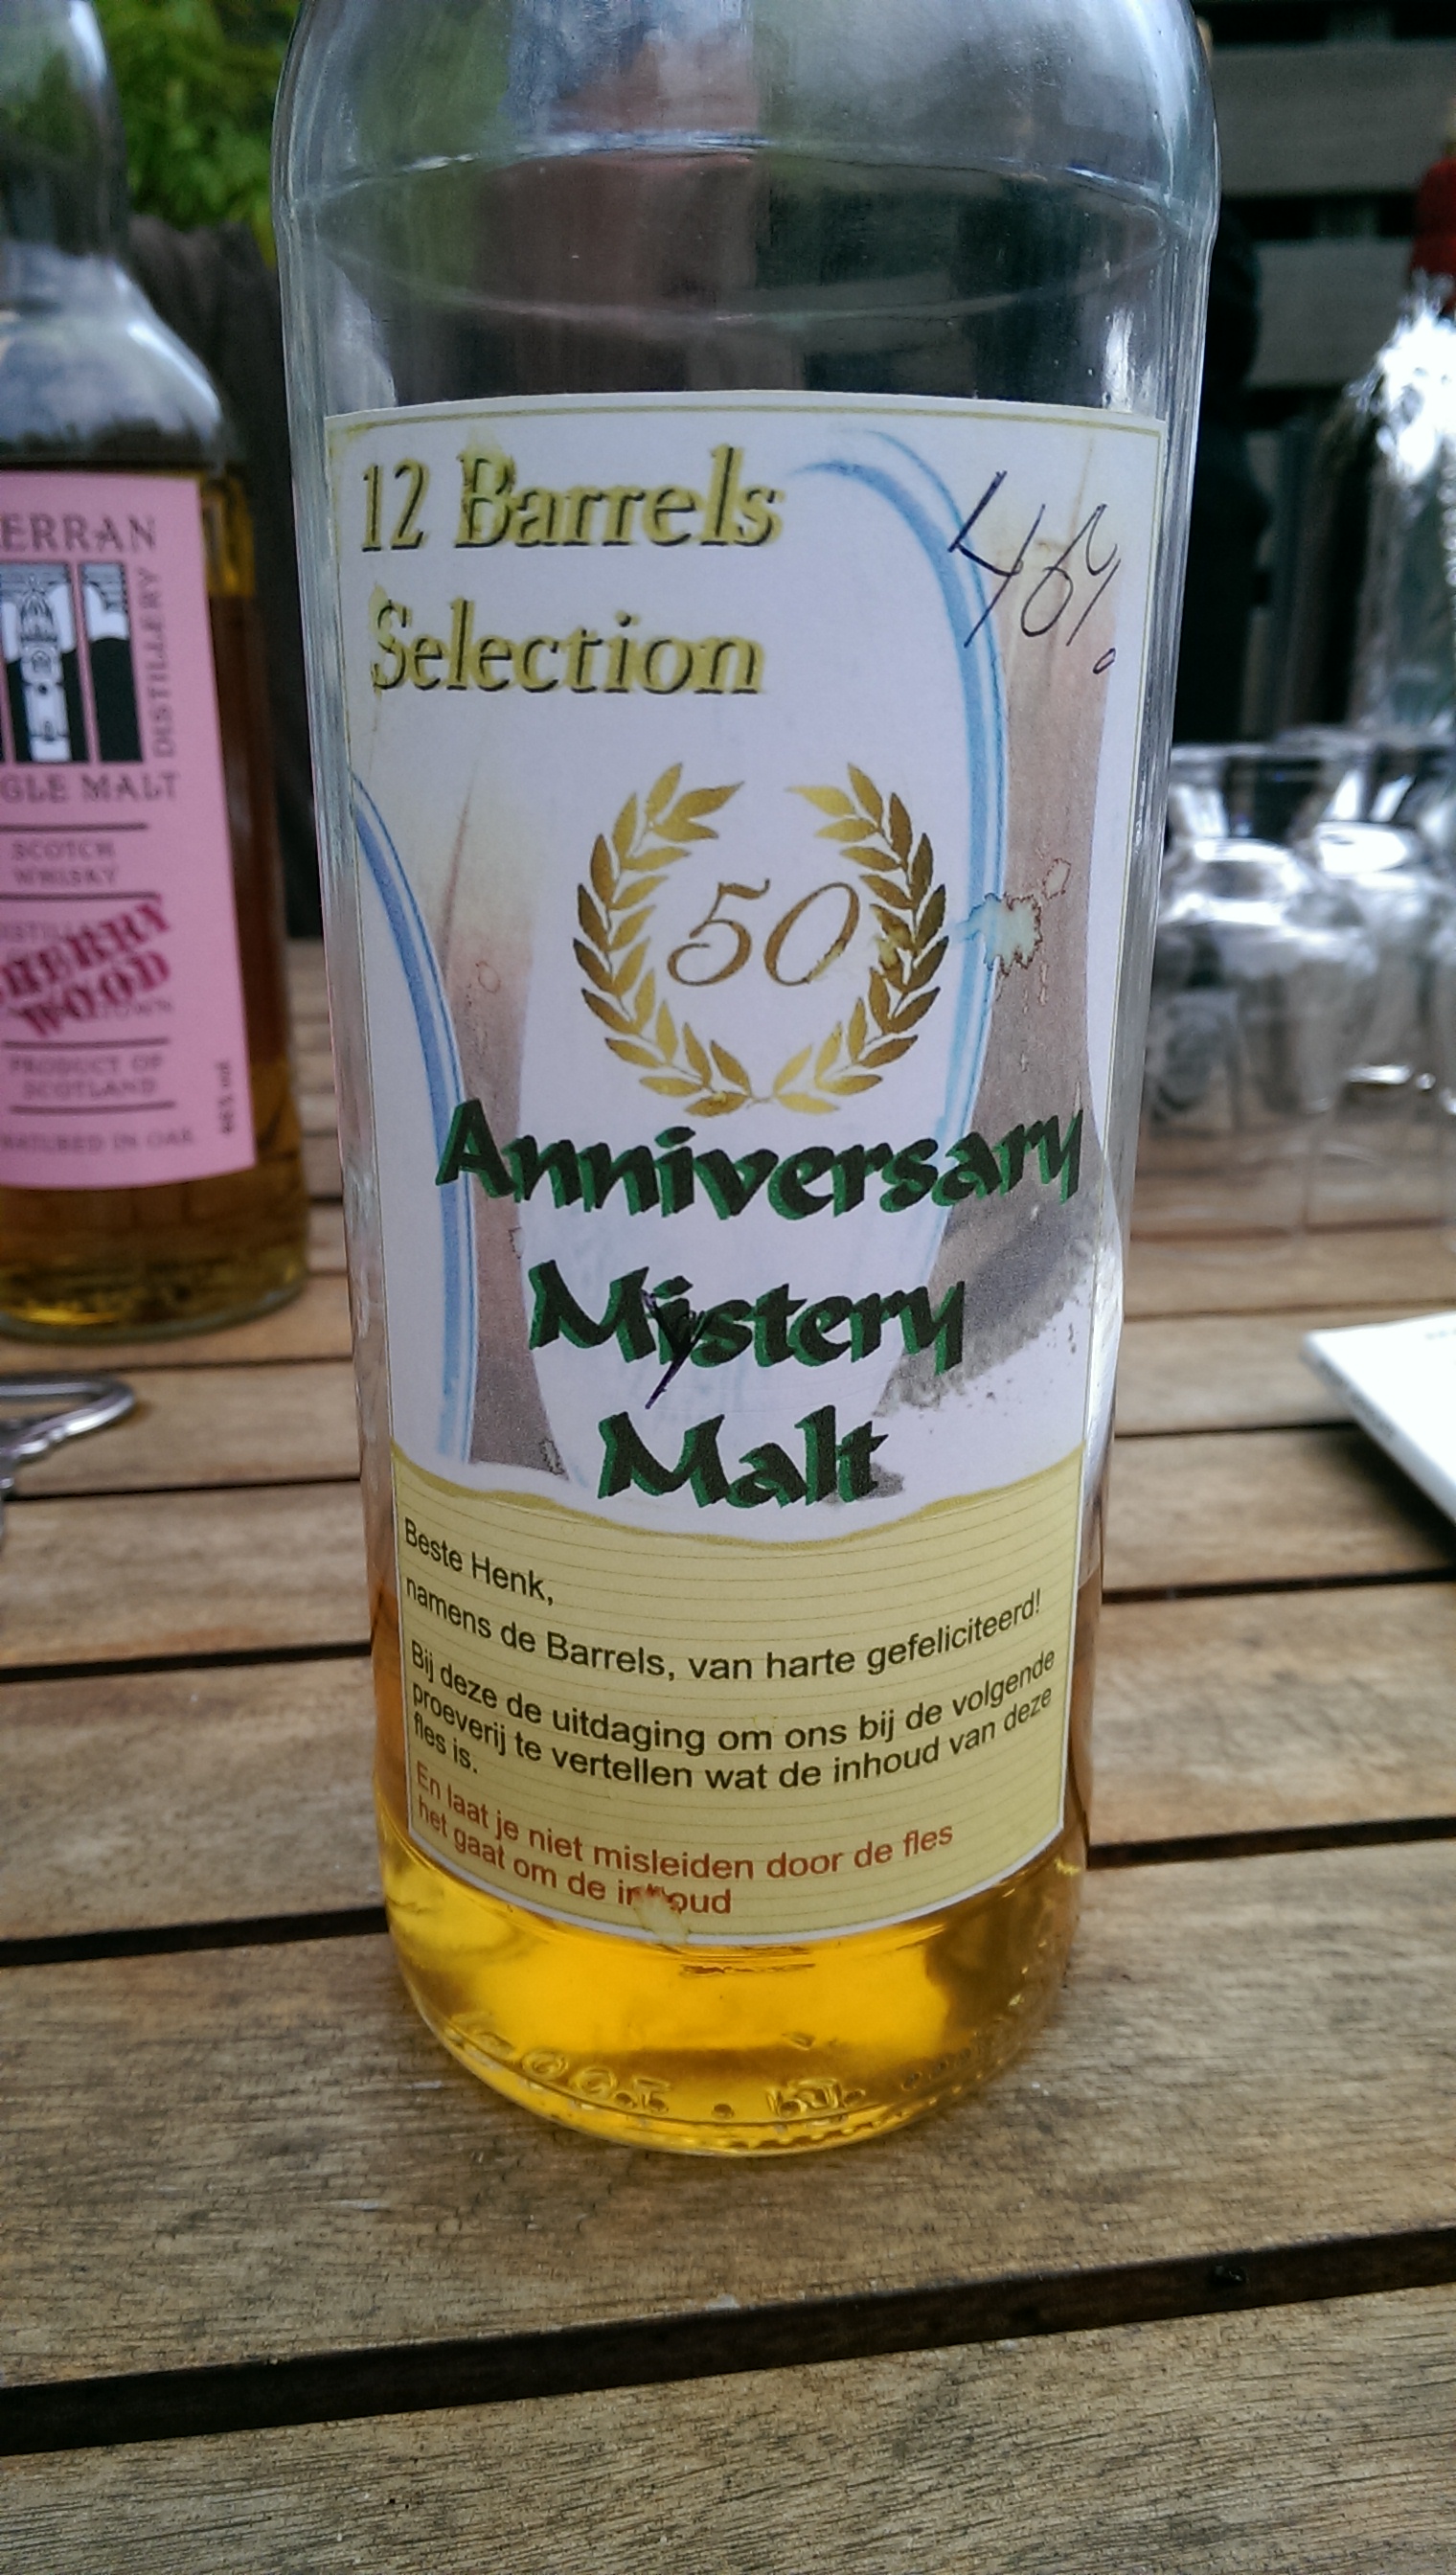 12 Barrels
Selection
46%
50
Anniversary
Mystery
Malt
Beste Henk,
namens de Barrels, van harte gefeliciteerd!
Bij deze de uitdaging om ons bij de volgende
proeverij te vertellen wat de inhoud van deze
fles is.
En laat je niet misleiden door de fles
het gaat om de inhoud
ERRAN
DISTILLERY
GLE MALT
SCOTCH
WHISKY
SHERRY
WOOD
PRODUCT OF
SCOTLAND
MATURED IN OAK